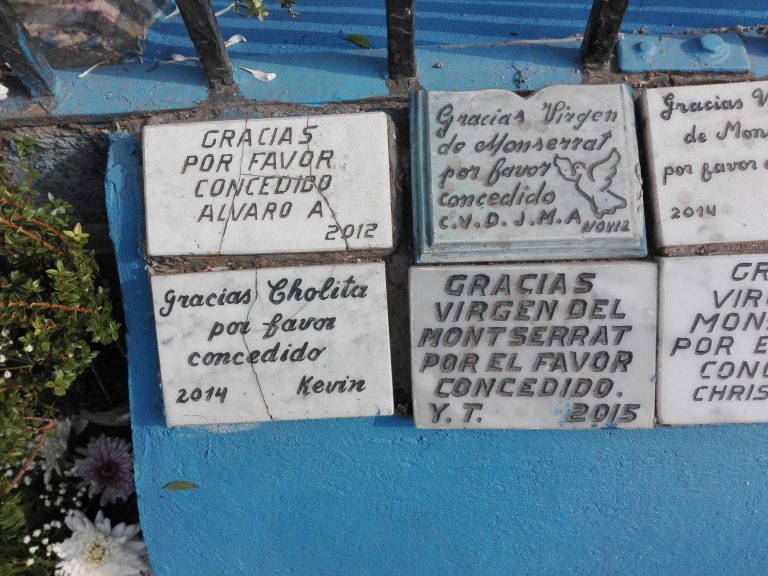 GRACIAS
POR FAVOR
CONCEDIDO
ALVARO A
2012
Gracias Virgen
de Monserrat
por favor
concedido
C.V.D.J.M.A
NOV12
Gracias V
de Mon
por favor
2014
Gracias Cholita
por favor
concedido
2014 Kevin
GRACIAS
VIRGEN DEL
MONTSERRAT
POR EL FAVOR
CONCEDIDO.
Y.T. 2015
GR
VIR
MON
POR E
CON
CHRIS